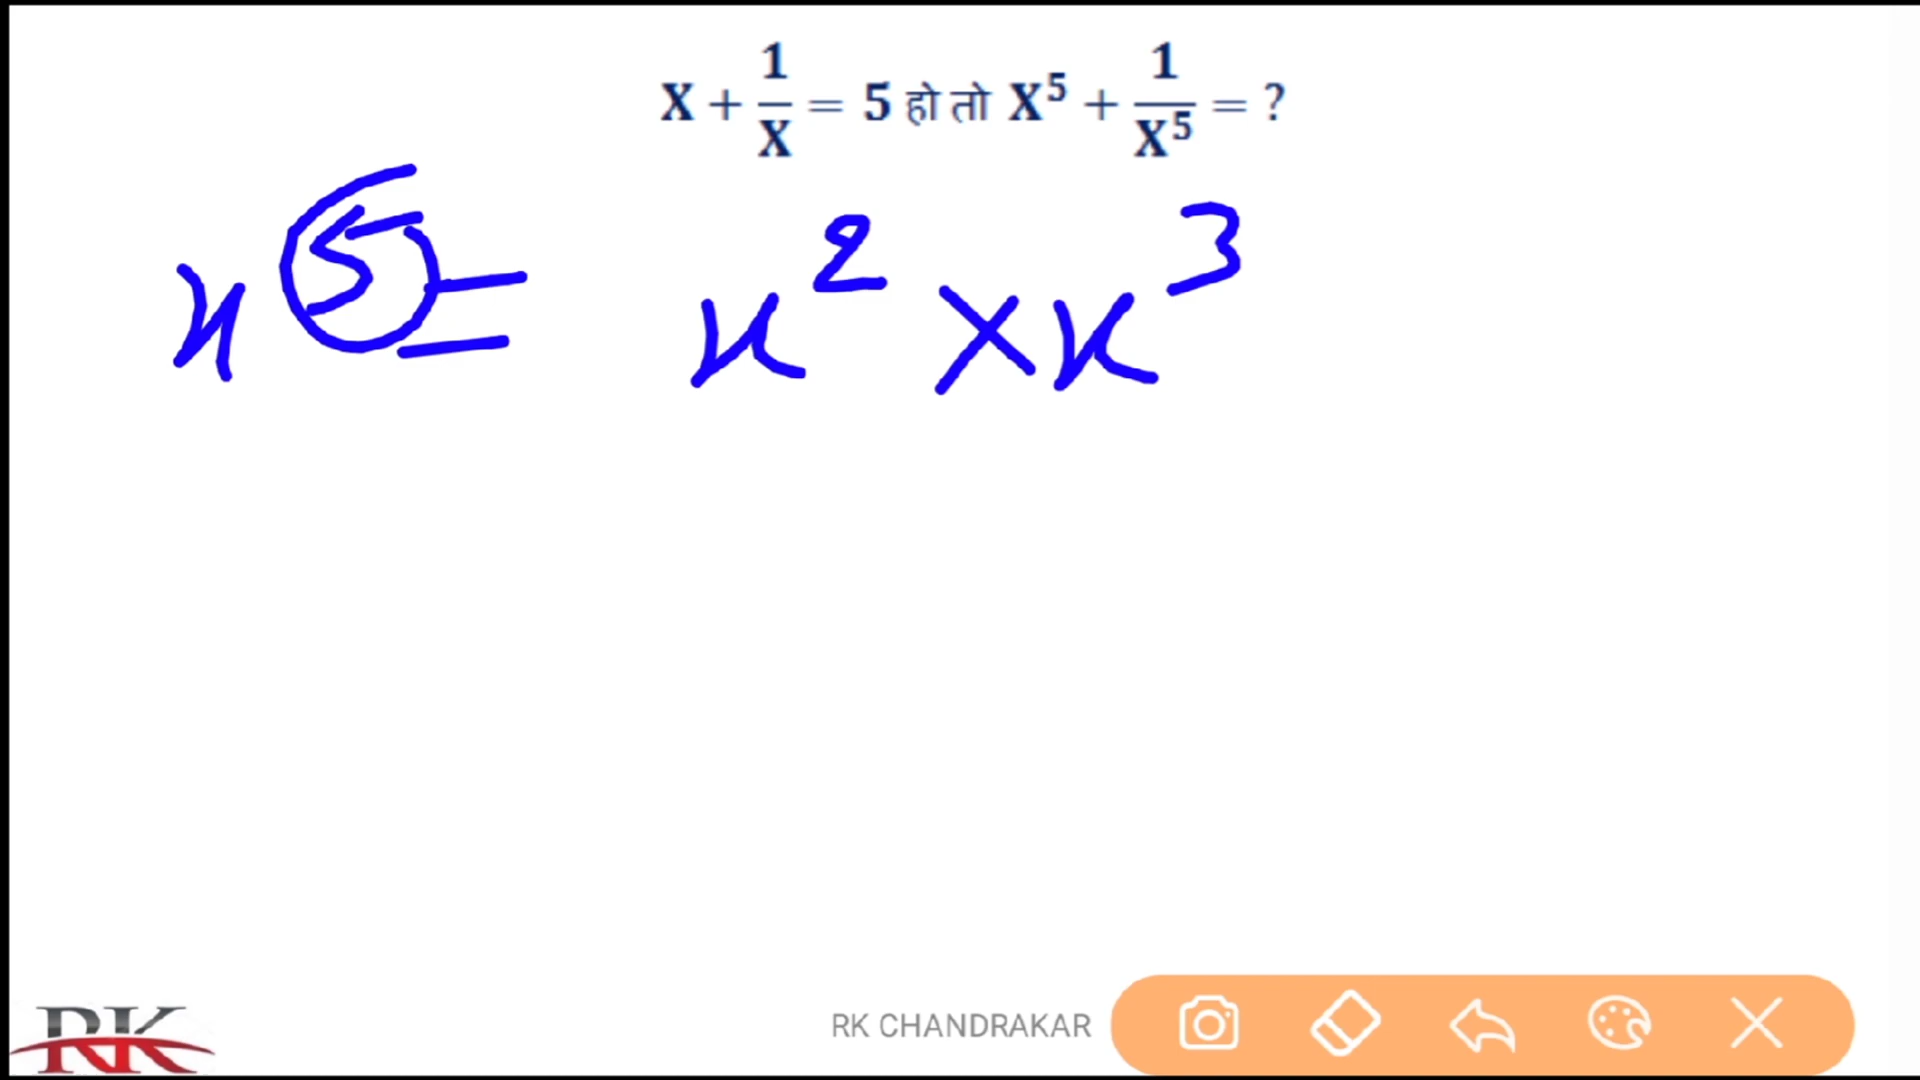 X + 1/X = 5 हो तो X⁵ + 1/X⁵ = ?
x⁵ = x² × x³
RK
RK CHANDRAKAR